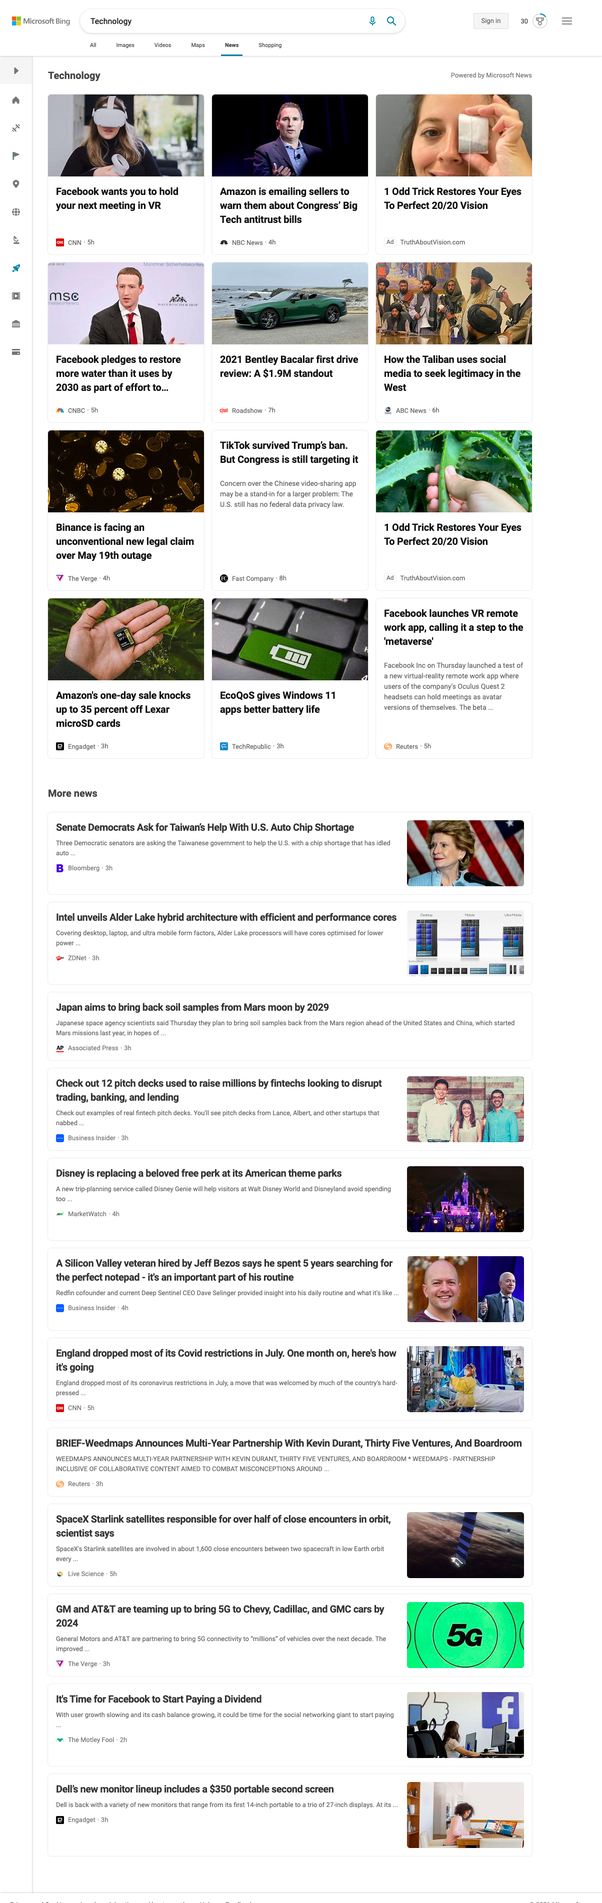 Microsoft Bing
Technology
Sign in
30
All
Images
Videos
Maps
News
Shopping
Technology
Powered by Microsoft News
Facebook wants you to hold
your next meeting in VR
CNN · 5h
Amazon is emailing sellers to
warn them about Congress’ Big
Tech antitrust bills
NBC News · 4h
1 Odd Trick Restores Your Eyes
To Perfect 20/20 Vision
Ad TruthAboutVision.com
msc
Facebook pledges to restore
more water than it uses by
2030 as part of effort to...
CNBC · 5h
2021 Bentley Bacalar first drive
review: A $1.9M standout
Roadshow · 7h
How the Taliban uses social
media to seek legitimacy in the
West
ABC News · 6h
Binance is facing an
unconventional new legal claim
over May 19th outage
The Verge · 4h
TikTok survived Trump’s ban.
But Congress is still targeting it
Concern over the Chinese video-sharing app
may be a stand-in for a larger problem: The
U.S. still has no federal data privacy law.
Fast Company · 8h
1 Odd Trick Restores Your Eyes
To Perfect 20/20 Vision
Ad TruthAboutVision.com
Amazon's one-day sale knocks
up to 35 percent off Lexar
microSD cards
Engadget · 3h
EcoQoS gives Windows 11
apps better battery life
TechRepublic · 3h
Facebook launches VR remote
work app, calling it a step to the
'metaverse'
Facebook Inc on Thursday launched a test of
a new virtual-reality remote work app where
users of the company's Oculus Quest 2
headsets can hold meetings as avatar
versions of themselves. The beta ...
Reuters · 5h
More news
Senate Democrats Ask for Taiwan’s Help With U.S. Auto Chip Shortage
Three Democratic senators are asking the Taiwanese government to help the U.S. with a chip shortage that has idled
auto ...
Bloomberg · 3h
Intel unveils Alder Lake hybrid architecture with efficient and performance cores
Covering desktop, laptop, and ultra mobile form factors, Alder Lake processors will have cores optimised for lower
power ...
ZDNet · 3h
Desktop
Mobile
Ultra Mobile
Japan aims to bring back soil samples from Mars moon by 2029
Japanese space agency scientists said Thursday they plan to bring soil samples back from the Mars region ahead of the United States and China, which started
Mars missions last year, in hopes of ...
AP Associated Press · 3h
Check out 12 pitch decks used to raise millions by fintechs looking to disrupt
trading, banking, and lending
Check out examples of real fintech pitch decks. You'll see pitch decks from Lance, Albert, and other startups that
nabbed ...
Business Insider · 3h
Disney is replacing a beloved free perk at its American theme parks
A new trip-planning service called Disney Genie will help visitors at Walt Disney World and Disneyland avoid spending
too ...
MarketWatch · 4h
A Silicon Valley veteran hired by Jeff Bezos says he spent 5 years searching for
the perfect notepad - it's an important part of his routine
Redfin cofounder and current Deep Sentinel CEO Dave Selinger provided insight into his daily routine and what it's like ...
Business Insider · 4h
England dropped most of its Covid restrictions in July. One month on, here's how
it's going
England dropped most of its coronavirus restrictions in July, a move that was welcomed by much of the country's hard-
pressed ...
CNN · 5h
BRIEF-Weedmaps Announces Multi-Year Partnership With Kevin Durant, Thirty Five Ventures, And Boardroom
WEEDMAPS ANNOUNCES MULTI-YEAR PARTNERSHIP WITH KEVIN DURANT, THIRTY FIVE VENTURES, AND BOARDROOM * WEEDMAPS - PARTNERSHIP
INCLUSIVE OF COLLABORATIVE CONTENT AIMED TO COMBAT MISCONCEPTIONS AROUND ...
Reuters · 3h
SpaceX Starlink satellites responsible for over half of close encounters in orbit,
scientist says
SpaceX's Starlink satellites are involved in about 1,600 close encounters between two spacecraft in low Earth orbit
every ...
Live Science · 5h
GM and AT&T are teaming up to bring 5G to Chevy, Cadillac, and GMC cars by
2024
General Motors and AT&T are partnering to bring 5G connectivity to “millions” of vehicles over the next decade. The
improved ...
The Verge · 3h
5G
It's Time for Facebook to Start Paying a Dividend
With user growth slowing and its cash balance growing, it could be time for the social networking giant to start paying
...
The Motley Fool · 2h
Dell's new monitor lineup includes a $350 portable second screen
Dell is back with a variety of new monitors that range from its first 14-inch portable to a trio of 27-inch displays. At its ...
Engadget · 3h